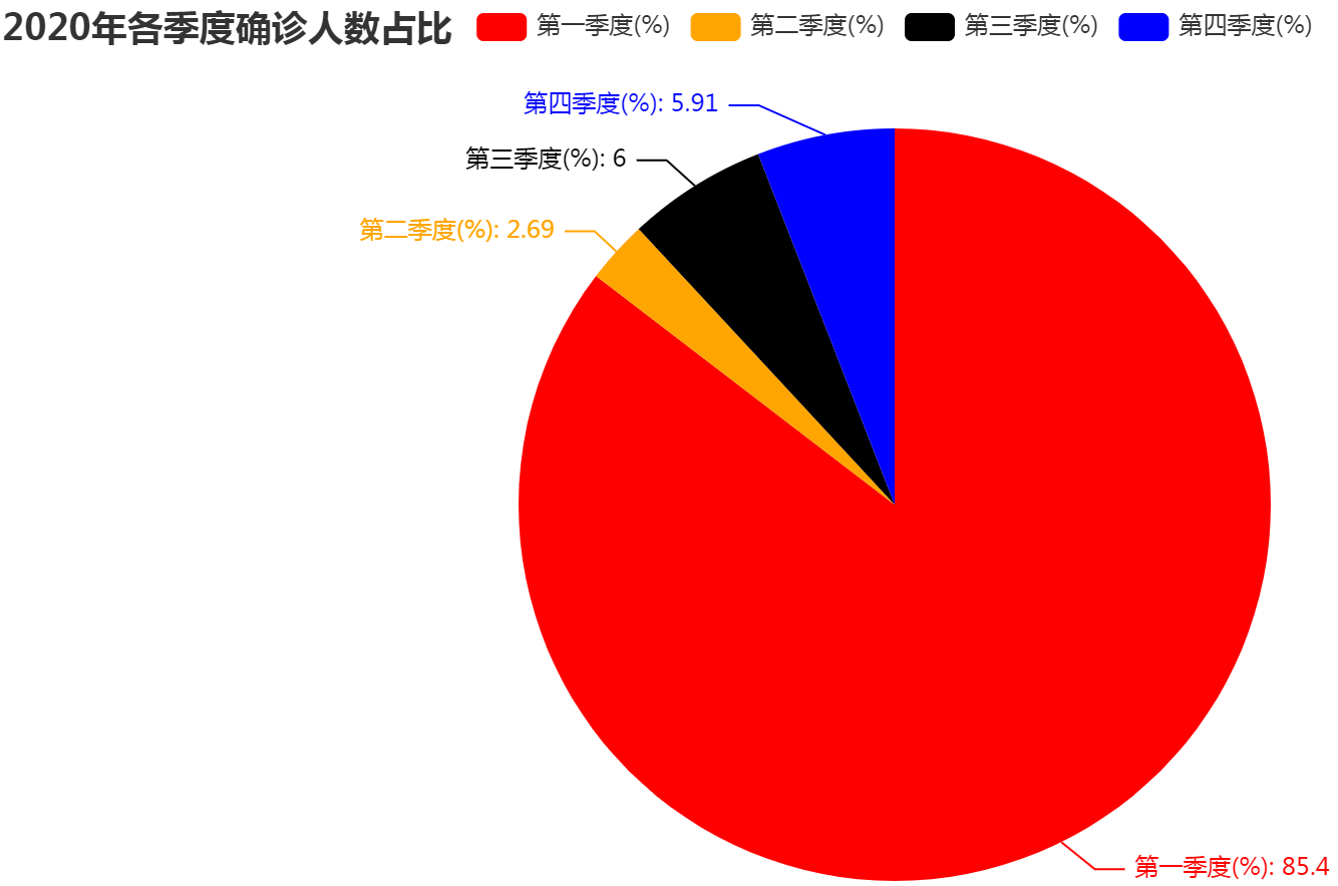 2020年各季度确诊人数占比
第一季度(%)
第二季度(%)
第三季度(%)
第四季度(%)
第四季度(%): 5.91
第三季度(%): 6
第二季度(%): 2.69
第一季度(%): 85.4